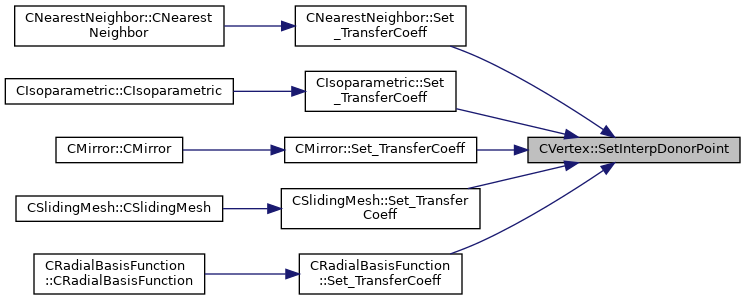 CNearestNeighbor::CNearest
Neighbor
CNearestNeighbor::Set
_TransferCoeff
CIsoparametric::CIsoparametric
CIsoparametric::Set
_TransferCoeff
CMirror::CMirror
CMirror::Set_TransferCoeff
CVertex::SetInterpDonorPoint
CSlidingMesh::CSlidingMesh
CSlidingMesh::Set_Transfer
Coeff
CRadialBasisFunction
::CRadialBasisFunction
CRadialBasisFunction
::Set_TransferCoeff